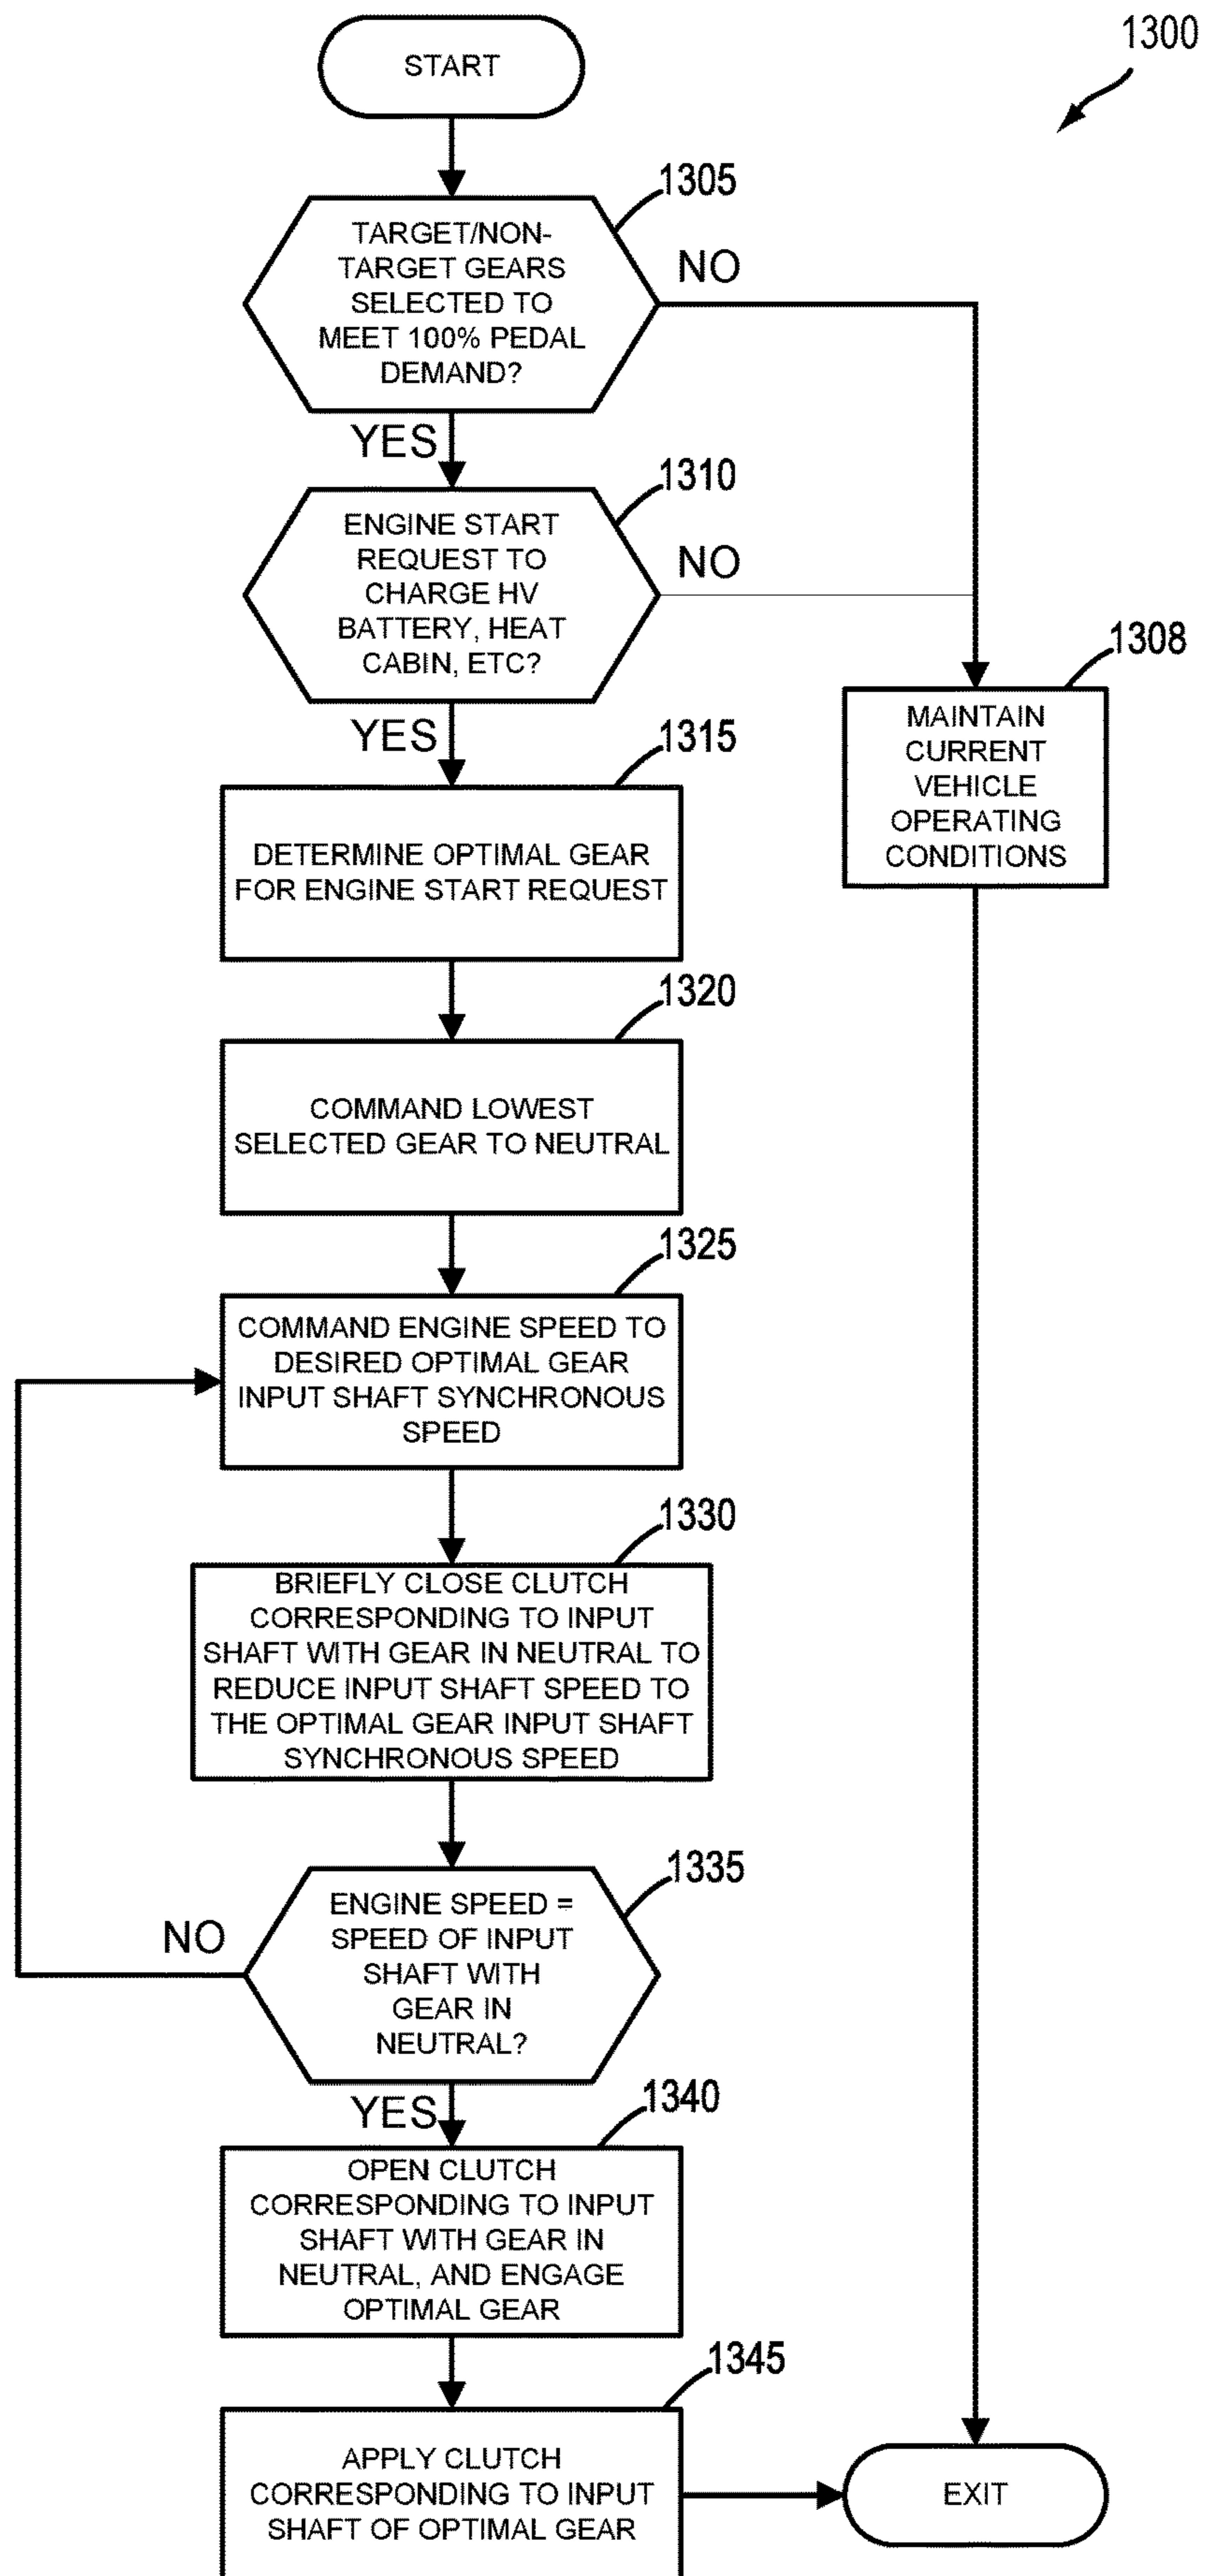 1300
START
1305
TARGET/NON-
TARGET GEARS
SELECTED TO
MEET 100% PEDAL
DEMAND?
NO
YES
1310
ENGINE START
REQUEST TO
CHARGE HV
BATTERY, HEAT
CABIN, ETC?
NO
YES
1308
MAINTAIN
CURRENT
VEHICLE
OPERATING
CONDITIONS
1315
DETERMINE OPTIMAL GEAR
FOR ENGINE START REQUEST
1320
COMMAND LOWEST
SELECTED GEAR TO NEUTRAL
1325
COMMAND ENGINE SPEED TO
DESIRED OPTIMAL GEAR
INPUT SHAFT SYNCHRONOUS
SPEED
1330
BRIEFLY CLOSE CLUTCH
CORRESPONDING TO INPUT
SHAFT WITH GEAR IN NEUTRAL TO
REDUCE INPUT SHAFT SPEED TO
THE OPTIMAL GEAR INPUT SHAFT
SYNCHRONOUS SPEED
1335
ENGINE SPEED =
SPEED OF INPUT
SHAFT WITH
GEAR IN
NEUTRAL?
NO
YES
1340
OPEN CLUTCH
CORRESPONDING TO INPUT
SHAFT WITH GEAR IN
NEUTRAL, AND ENGAGE
OPTIMAL GEAR
1345
APPLY CLUTCH
CORRESPONDING TO INPUT
SHAFT OF OPTIMAL GEAR
EXIT